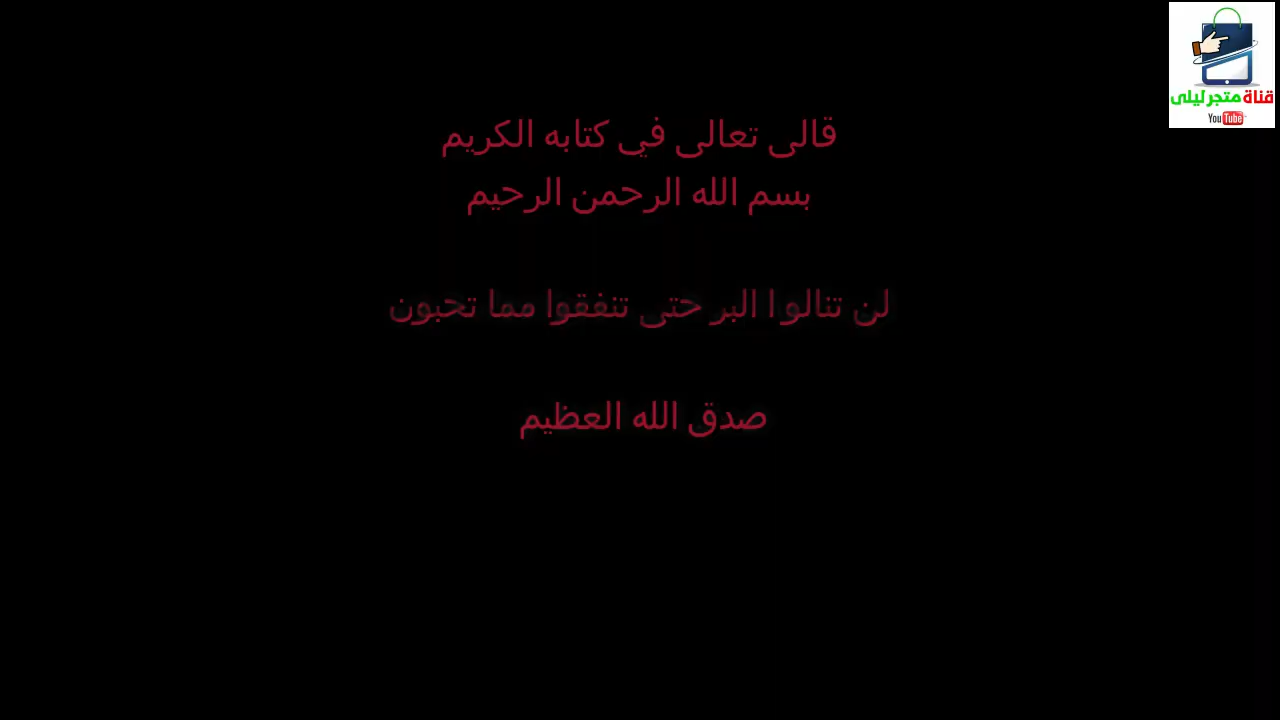 قالى تعالى في كتابه الكريم
بسم الله الرحمن الرحيم
لن تنالو ا البر حتى تنفقوا مما تحبون
صدق الله العظيم
قناة متجر ليلى
YouTube